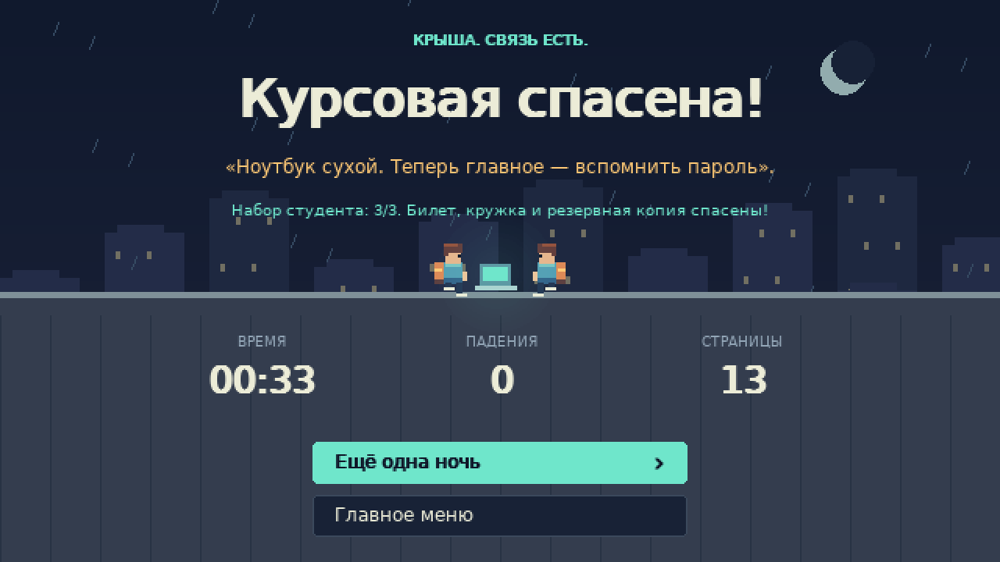 КРЫША. СВЯЗЬ ЕСТЬ.
Курсовая спасена!
«Ноутбук сухой. Теперь главное — вспомнить пароль».
Набор студента: 3/3. Билет, кружка и резервная копия спасены!
ВРЕМЯ ПАДЕНИЯ СТРАНИЦЫ
00:33 0 13
Ещё одна ночь ›
Главное меню